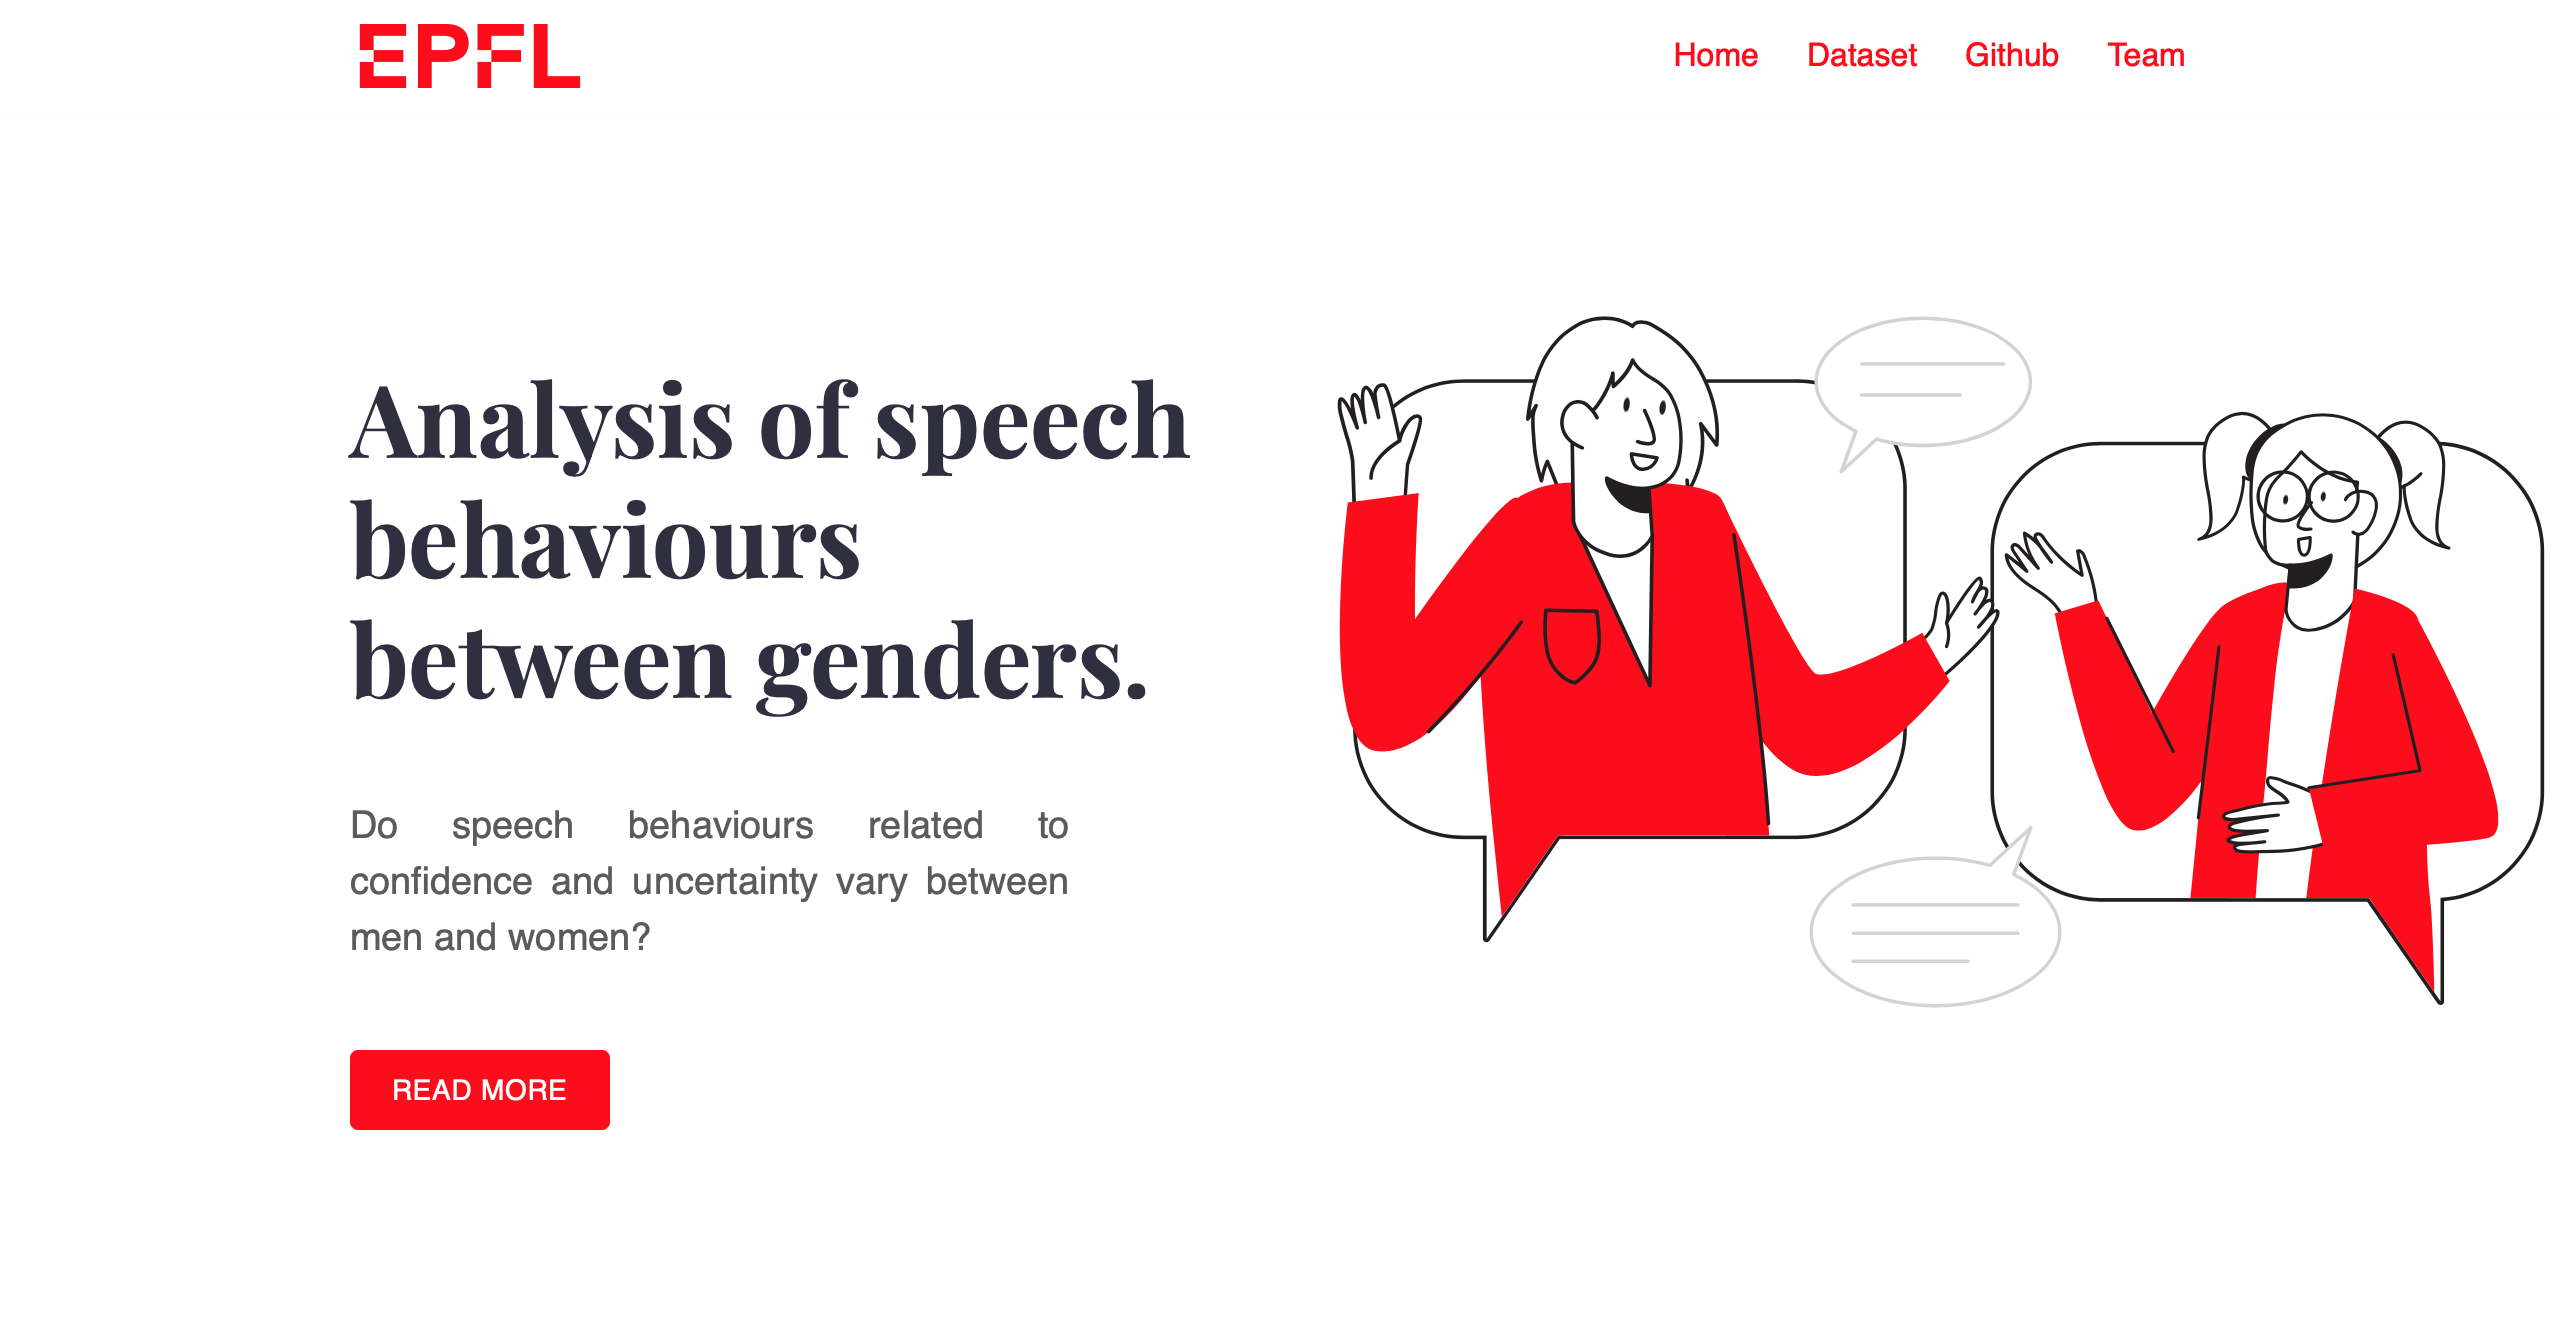 EPFL
Home Dataset Github Team
Analysis of speech
behaviours
between genders.
Do speech behaviours related to
confidence and uncertainty vary between
men and women?
READ MORE